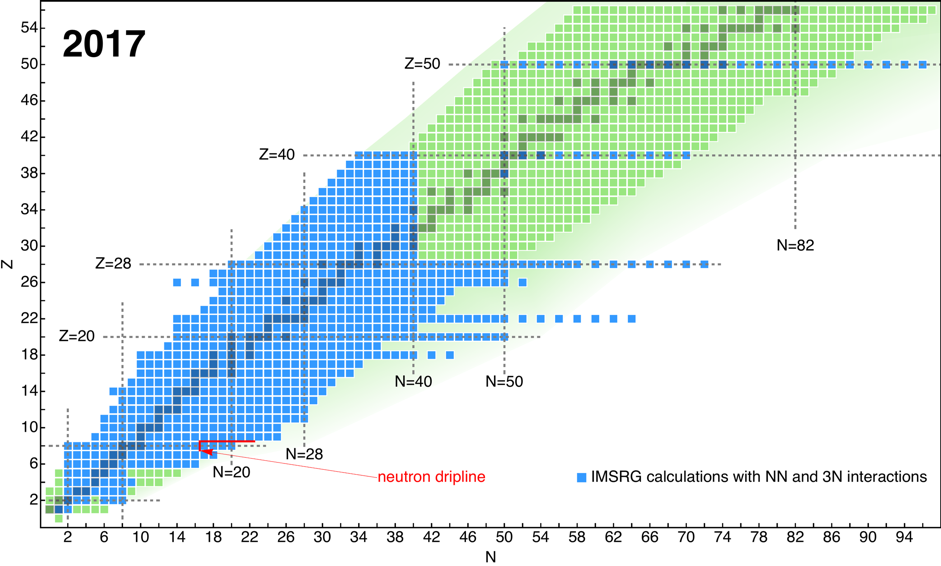 2017
54
50
46
42
38
34
30
26
22
18
14
10
6
2
Z
Z=50
Z=40
Z=28
Z=20
N=82
N=40
N=50
N=28
N=20
neutron dripline
IMSRG calculations with NN and 3N interactions
2 6 10 14 18 22 26 30 34 38 42 46 50 54 58 62 66 70 74 78 82 86 90 94
N